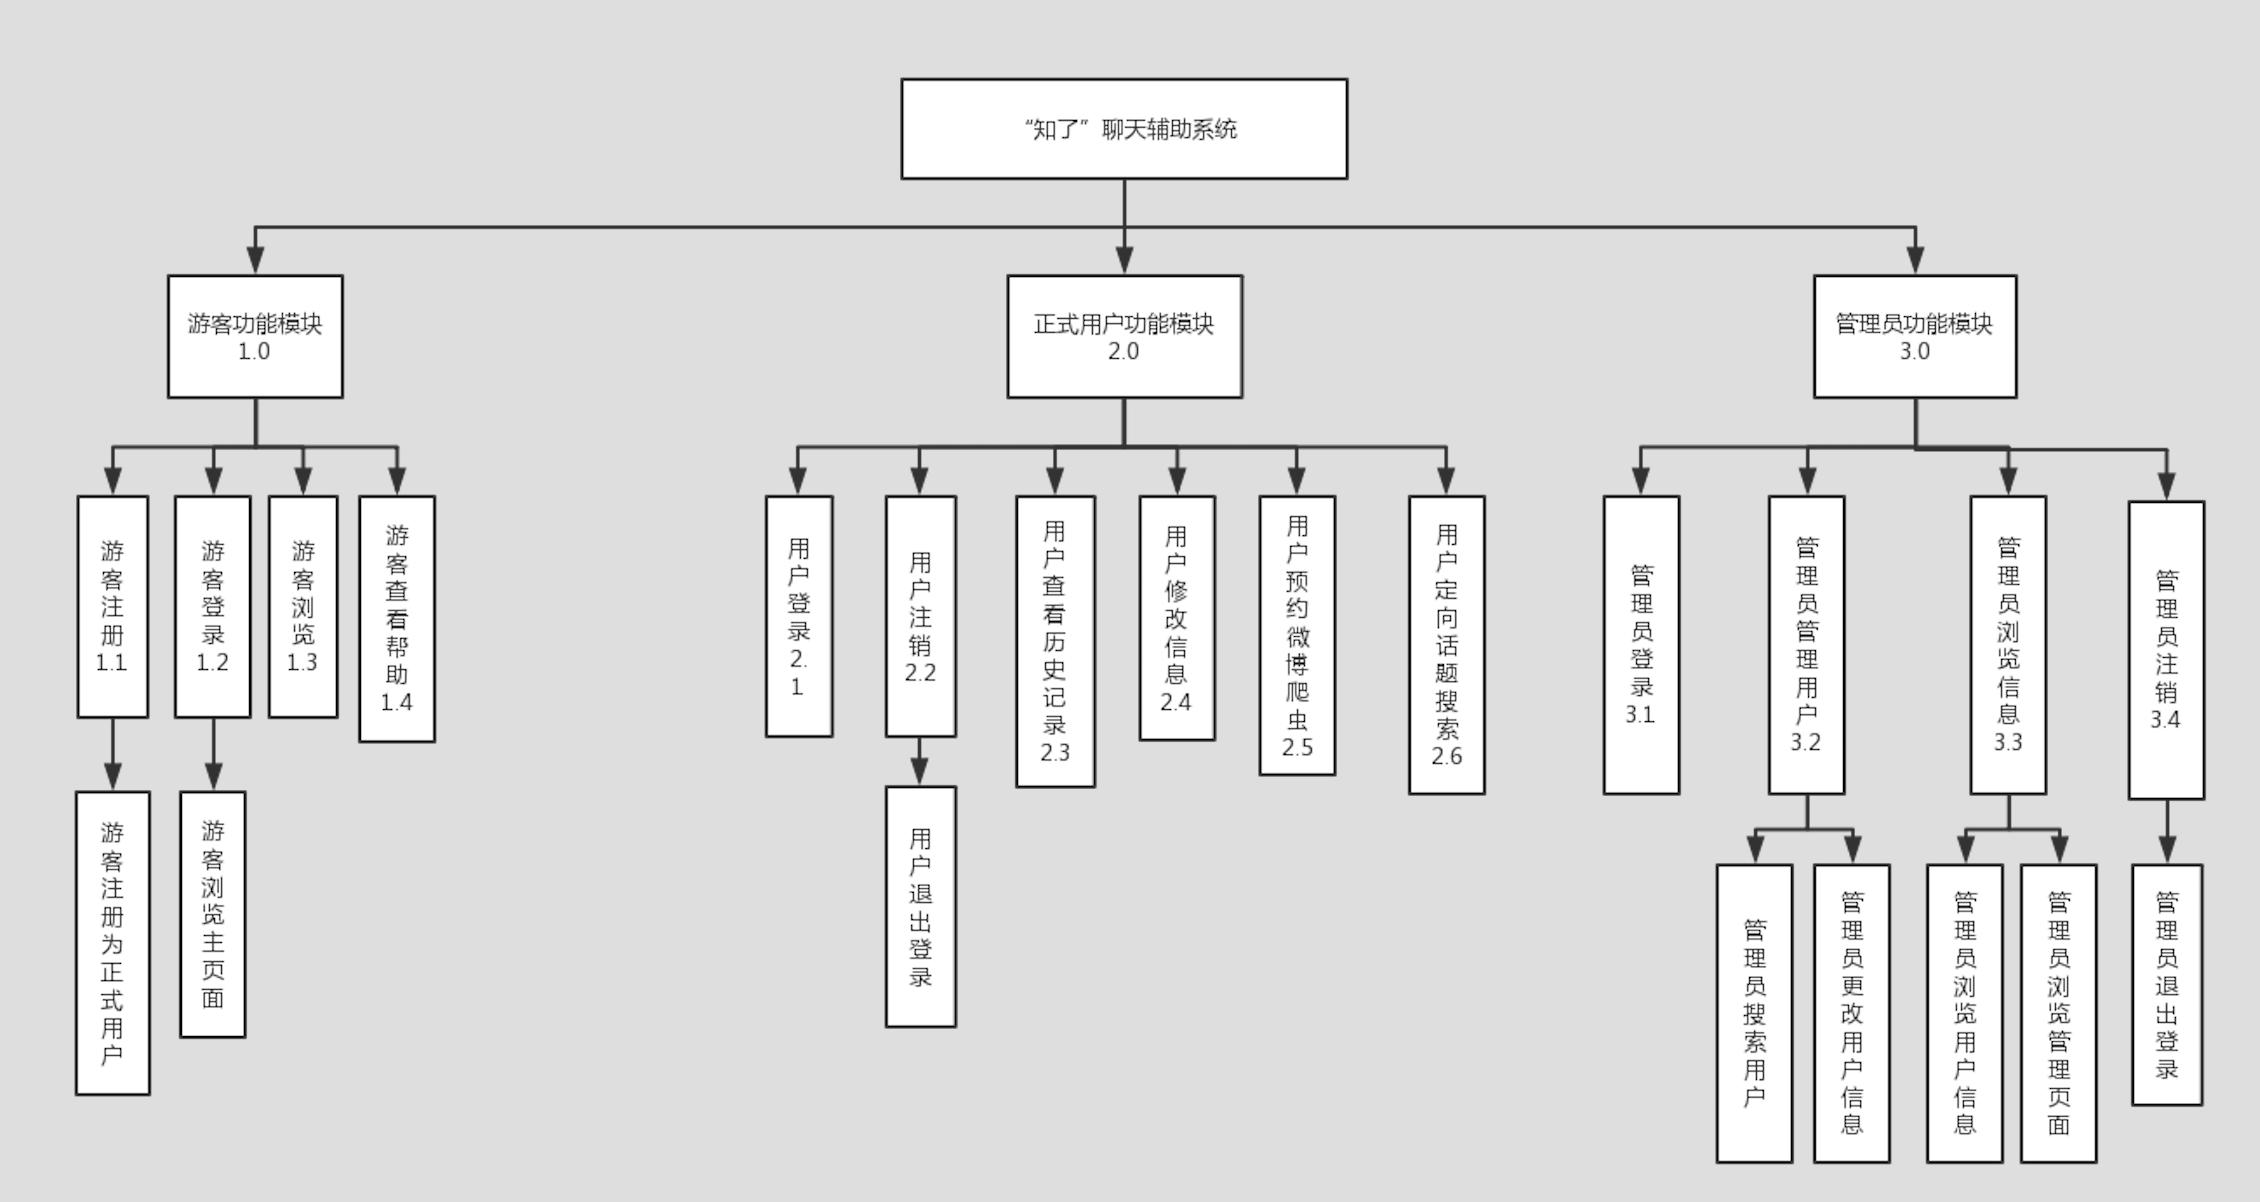 “知了”聊天辅助系统
游客功能模块
1.0
正式用户功能模块
2.0
管理员功能模块
3.0
游客注册
1.1
游客登录
1.2
游客浏览
1.3
游客查看帮助
1.4
用户登录2.
1
用户注销
2.2
用户查看历史记录
2.3
用户修改信息
2.4
用户预约微博爬虫
2.5
用户定向话题搜索
2.6
管理员登录
3.1
管理员管理用户
3.2
管理员浏览信息
3.3
管理员注销
3.4
游客注册为正式用户
游客浏览主页面
用户退出登录
管理员搜索用户
管理员更改用户信息
管理员浏览用户信息
管理员浏览管理页面
管理员退出登录